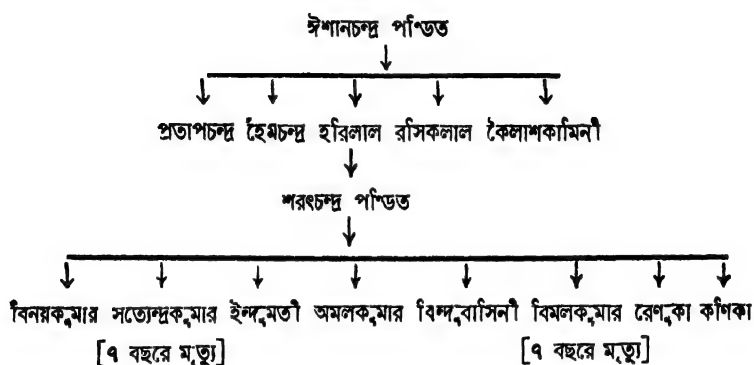 ঈশানচন্দ্র পণ্ডিত
প্রতাপচন্দ্র হৈমচন্দ্র হরিলাল রসিকলাল কৈলাশকামিনী
শরৎচন্দ্র পণ্ডিত
বিনয়কুমার সত্যেন্দ্রকুমার ইন্দুমতী অমলকুমার বিন্দুবাসিনী বিমলকুমার রেণুকা কণিকা
[৭ বছরে মৃত্যু] [৭ বছরে মৃত্যু]